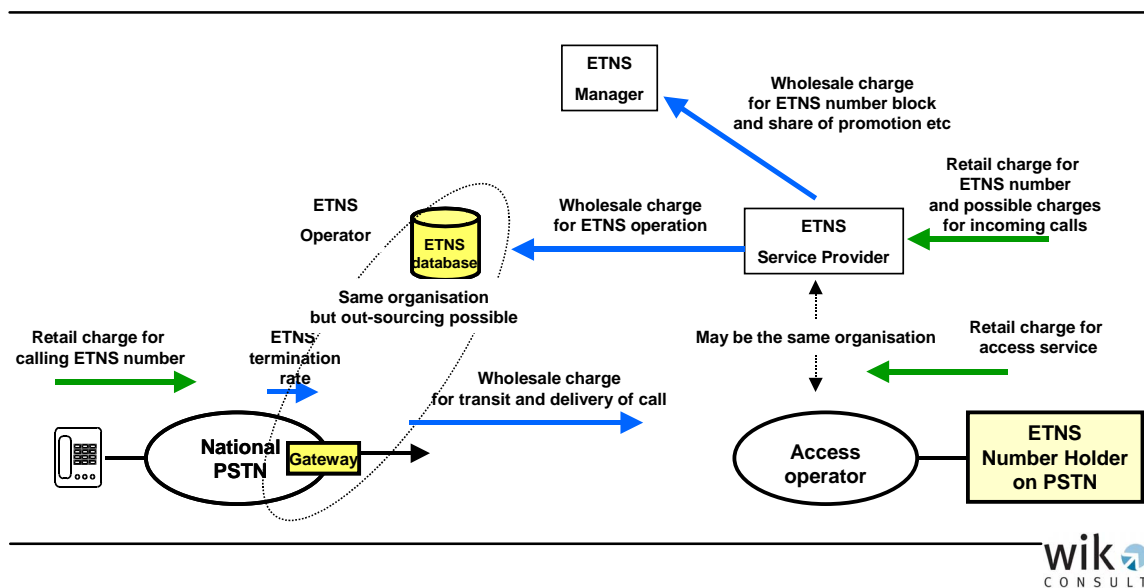 ETNS
Manager
Wholesale charge
for ETNS number block
and share of promotion etc
Retail charge for
ETNS number
and possible charges
for incoming calls
ETNS
Operator
ETNS
database
Wholesale charge
for ETNS operation
ETNS
Service Provider
Same organisation
but out-sourcing possible
Retail charge for
calling ETNS number
ETNS
termination
rate
May be the same organisation
Retail charge for
access service
Wholesale charge
for transit and delivery of call
National
PSTN
Gateway
Access
operator
ETNS
Number Holder
on PSTN
wik
CONSULT